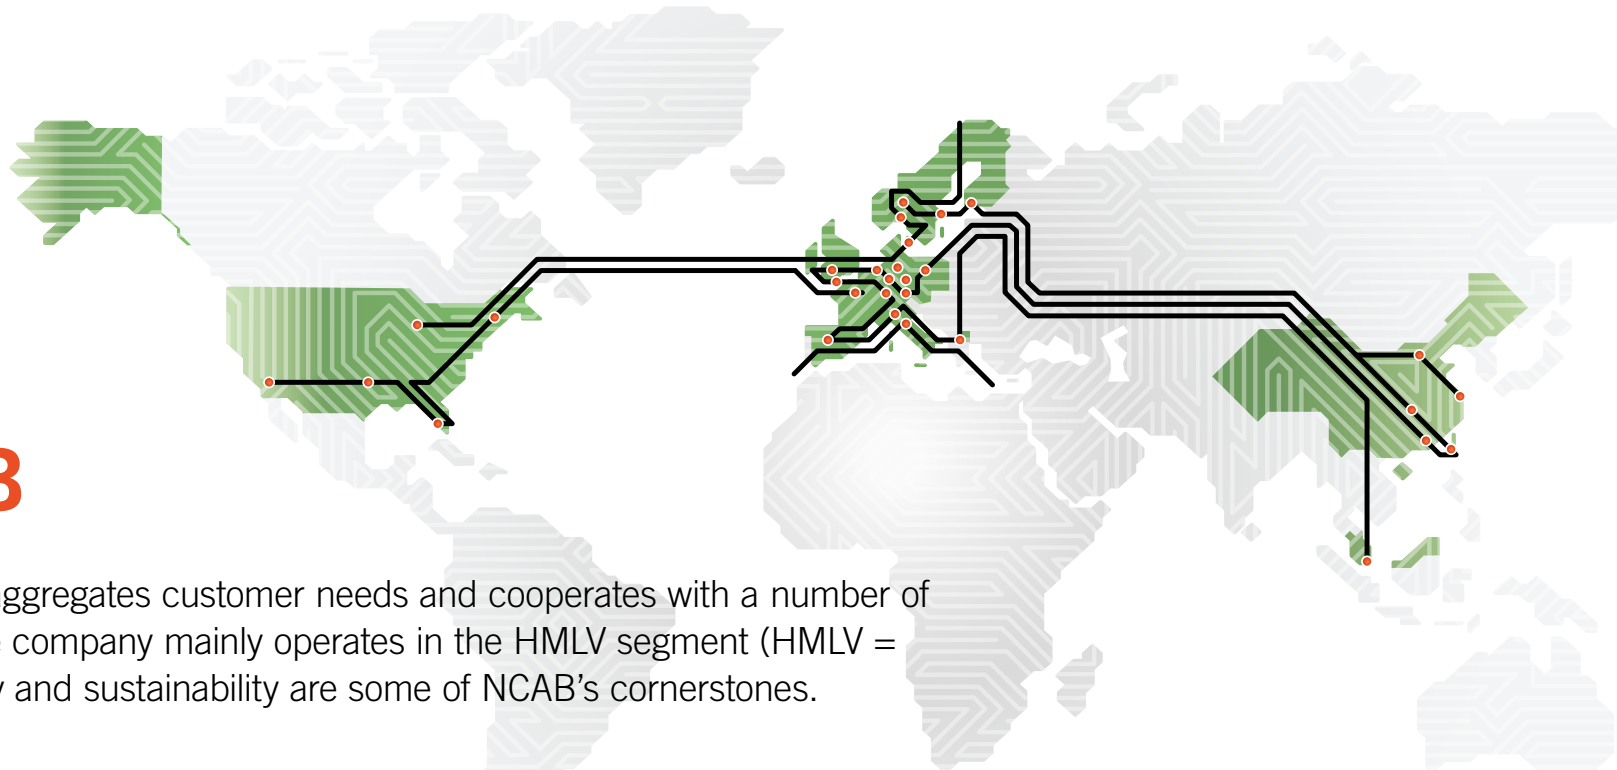 B
aggregates customer needs and cooperates with a number of
company mainly operates in the HMLV segment (HMLV =
and sustainability are some of NCAB’s cornerstones.